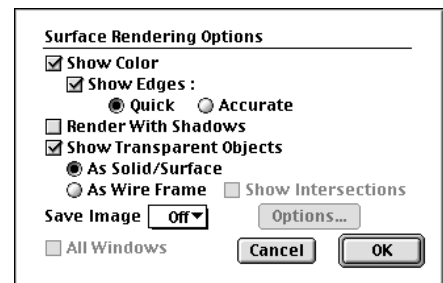 Surface Rendering Options
Show Color
Show Edges :
Quick Accurate
Render With Shadows
Show Transparent Objects
As Solid/Surface
As Wire Frame Show Intersections
Save Image Off Options...
All Windows Cancel OK